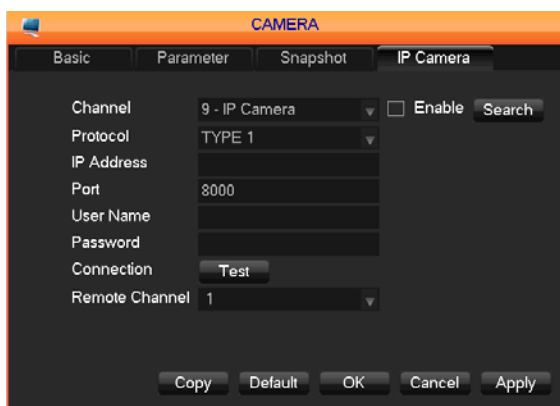 CAMERA
Basic Parameter Snapshot IP Camera
Channel 9 - IP Camera Enable Search
Protocol TYPE 1
IP Address
Port 8000
User Name
Password
Connection Test
Remote Channel 1
Copy Default OK Cancel Apply